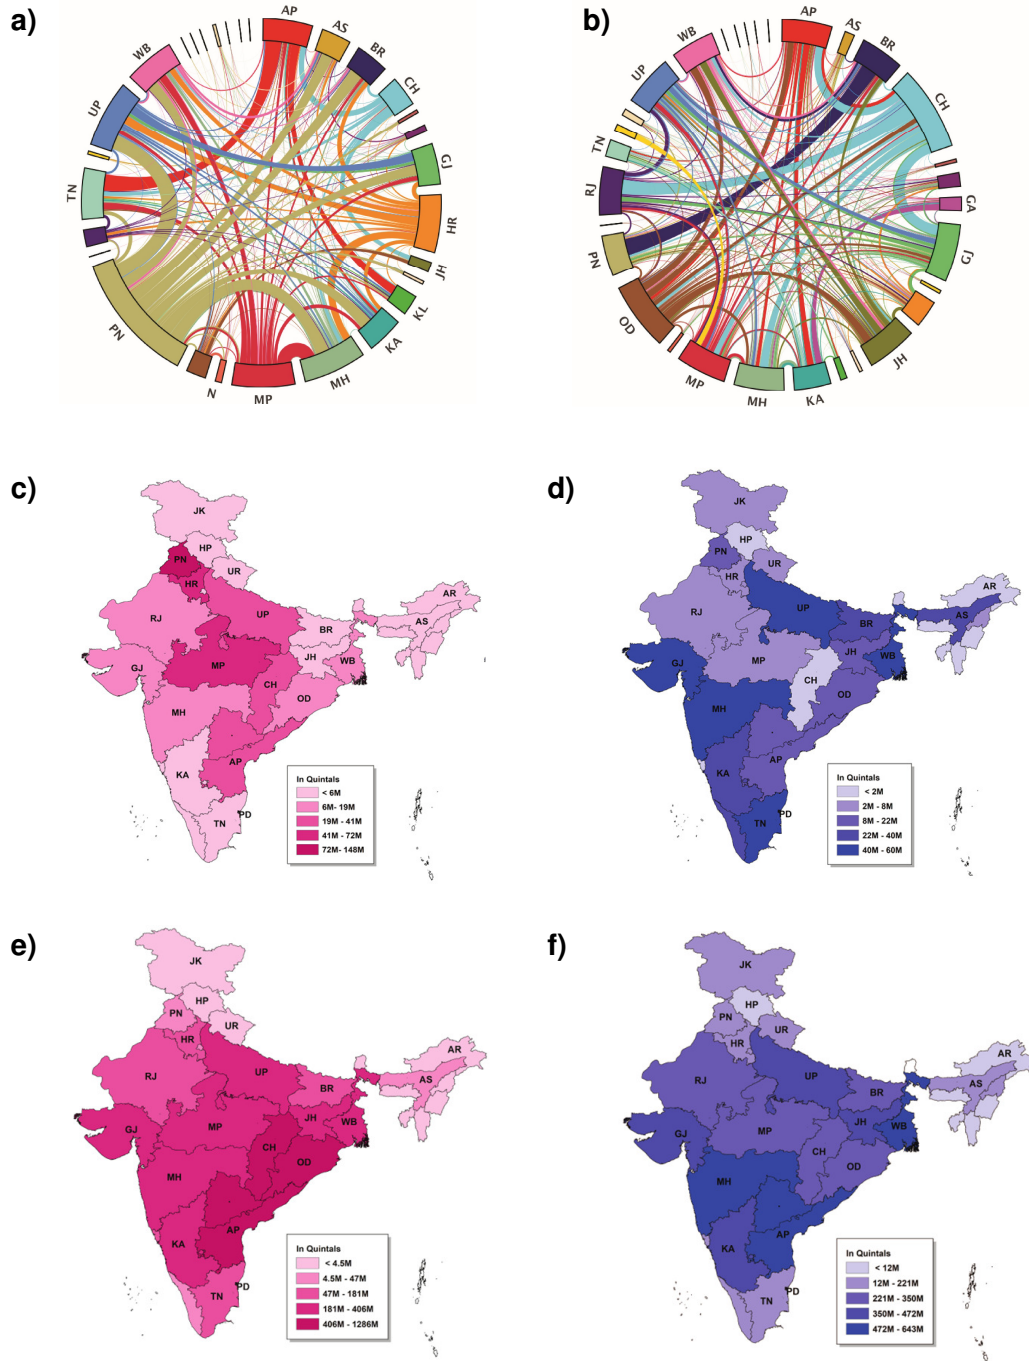 a)
AP
AS
BR
CH
GJ
HR
JH
KL
KA
MH
MP
N
PN
TN
UP
WB
b)
AP
AS
BR
CH
GA
GJ
JH
KA
MH
MP
OD
PN
RJ
TN
UP
WB
c)
JK
HP
PN
UR
HR
RJ
UP
AR
AS
BR
GJ
MP
JH
WB
CH
OD
MH
AP
KA
TN
PD
In Quintals
< 6M
6M- 19M
19M - 41M
41M - 72M
72M- 148M
d)
JK
HP
PN
UR
HR
RJ
UP
AR
AS
BR
GJ
MP
JH
WB
CH
OD
MH
AP
KA
TN
PD
In Quintals
< 2M
2M - 8M
8M - 22M
22M - 40M
40M - 60M
e)
JK
HP
PN
UR
HR
RJ
UP
AR
AS
BR
GJ
MP
JH
WB
CH
OD
MH
AP
KA
TN
PD
In Quintals
< 4.5M
4.5M - 47M
47M - 181M
181M - 406M
406M - 1286M
f)
JK
HP
PN
UR
HR
RJ
UP
AR
AS
BR
GJ
MP
JH
WB
CH
OD
MH
AP
KA
TN
PD
In Quintals
< 12M
12M - 221M
221M - 350M
350M - 472M
472M - 643M